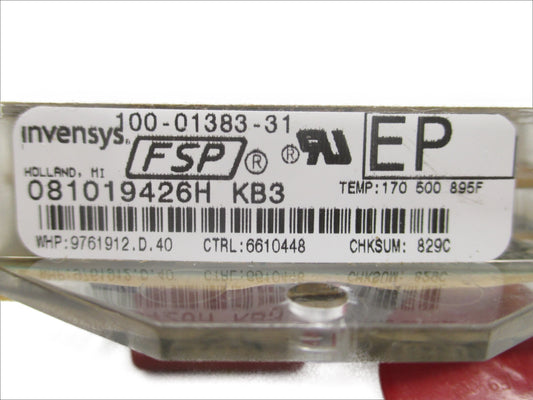 100-01383-31
invensys FSP ® ® RU EP
HOLLAND, MI
081019426H KB3 TEMP:170 500 895F
WHP:9761912.D.40 CTRL:6610448 CHKSUM: 829C